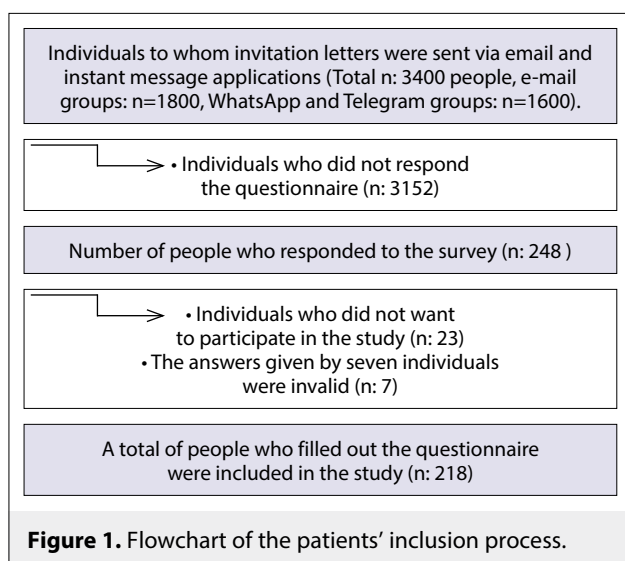 Individuals to whom invitation letters were sent via email and
instant message applications (Total n: 3400 people, e-mail
groups: n=1800, WhatsApp and Telegram groups: n=1600).
• Individuals who did not respond
the questionnaire (n: 3152)
Number of people who responded to the survey (n: 248 )
• Individuals who did not want
to participate in the study (n: 23)
• The answers given by seven individuals
were invalid (n: 7)
A total of people who filled out the questionnaire
were included in the study (n: 218)
Figure 1. Flowchart of the patients’ inclusion process.